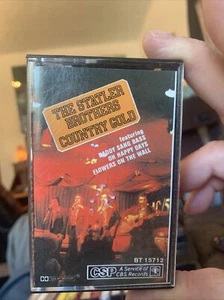 THE STATLER
BROTHERS
COUNTRY GOLD
featuring
DADDY SANG BASS
OH HAPPY DAYS
FLOWERS ON THE WALL
BT 15712
CSP
A Service of
CBS Records